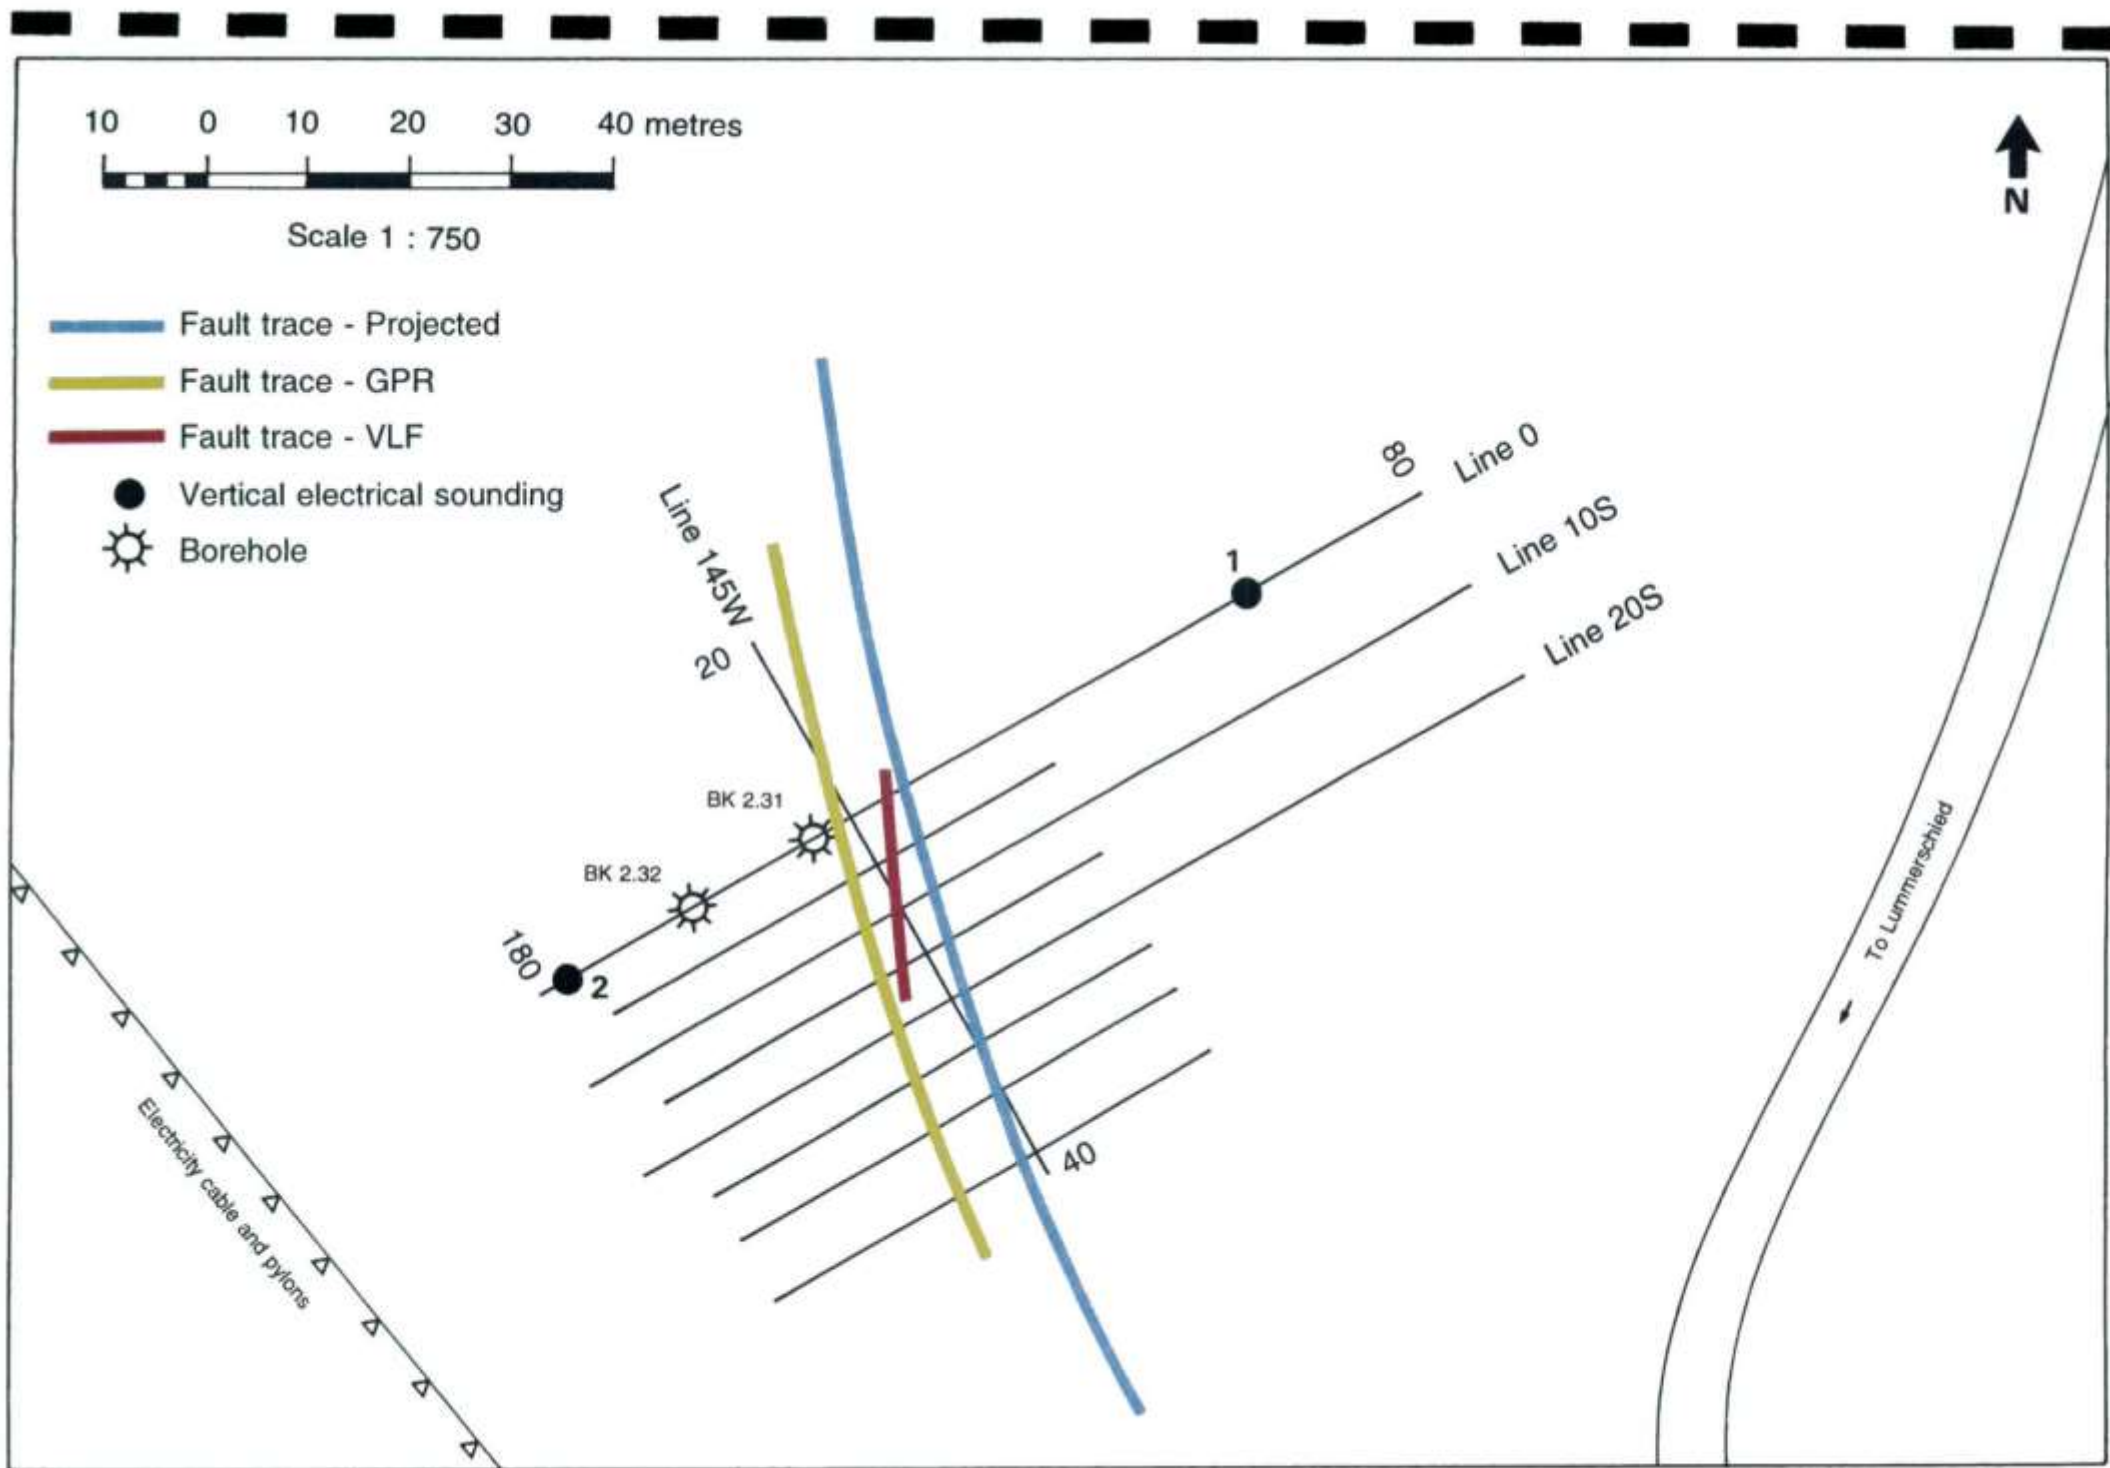 10 0 10 20 30 40 metres
Scale 1 : 750
N
Fault trace - Projected
Fault trace - GPR
Fault trace - VLF
Vertical electrical sounding
Borehole
Line 145W
20
80
Line 0
1
Line 10S
Line 20S
BK 2.31
BK 2.32
180
2
40
To Lummerschied
Electricity cable and pylons